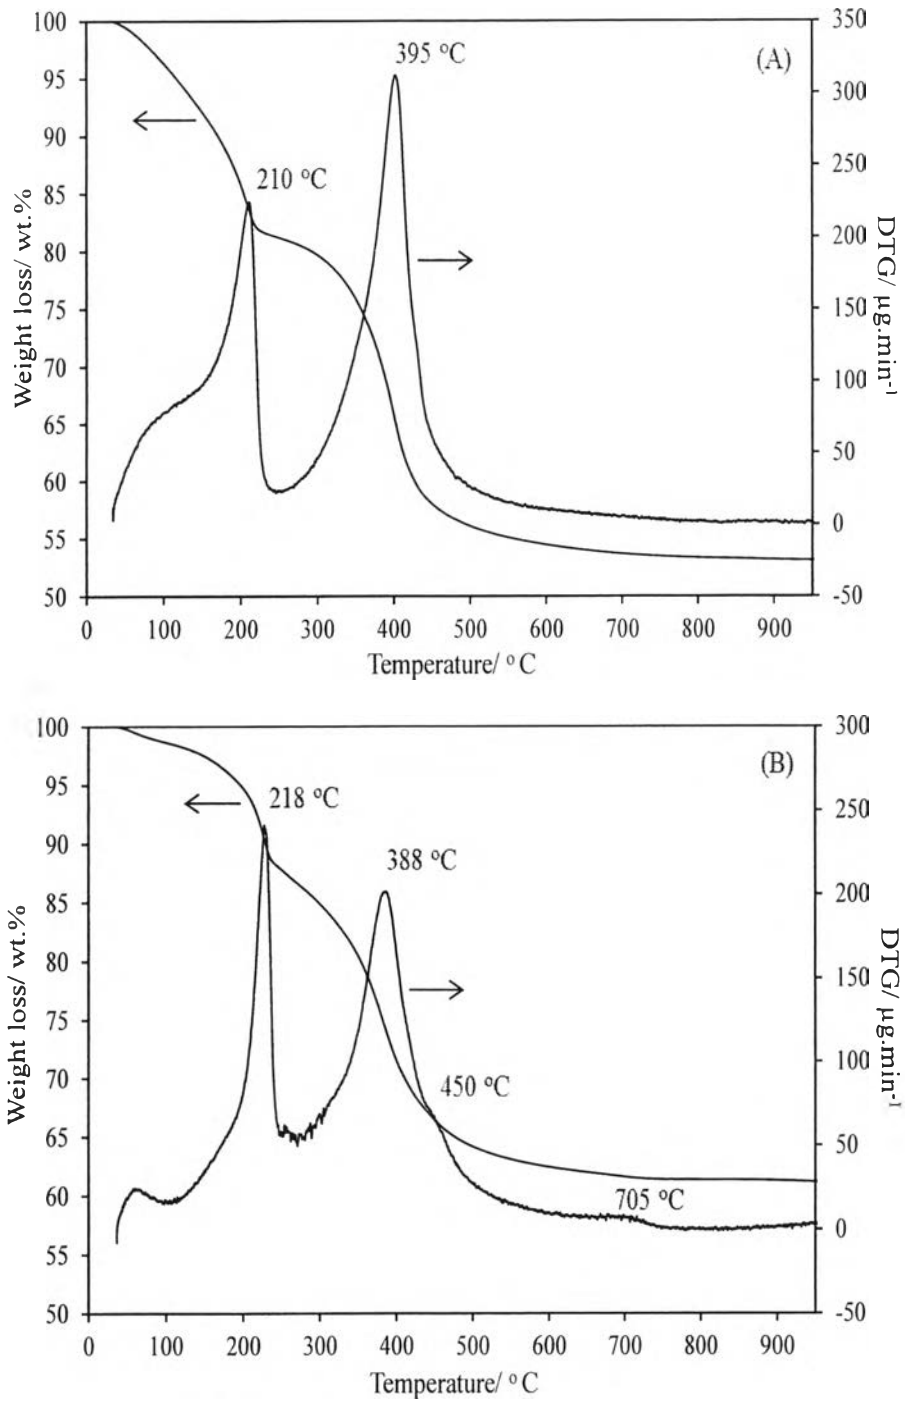 (A)
395 °C
210 °C
Weight loss/ wt.%
100
95
90
85
80
75
70
65
60
55
50
350
300
250
200
150
100
50
0
-50
DTG/ µg.min-1
0 100 200 300 400 500 600 700 800 900
Temperature/ °C
(B)
218 °C
388 °C
450 °C
705 °C
Weight loss/ wt.%
100
95
90
85
80
75
70
65
60
55
50
300
250
200
150
100
50
0
-50
DTG/ µg.min-1
0 100 200 300 400 500 600 700 800 900
Temperature/ °C